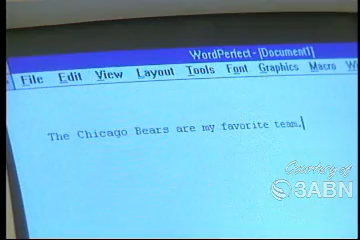 WordPerfect - [Document1]
File Edit View Layout Tools Font Graphics Macro
The Chicago Bears are my favorite team.
Courtesy of
3ABN